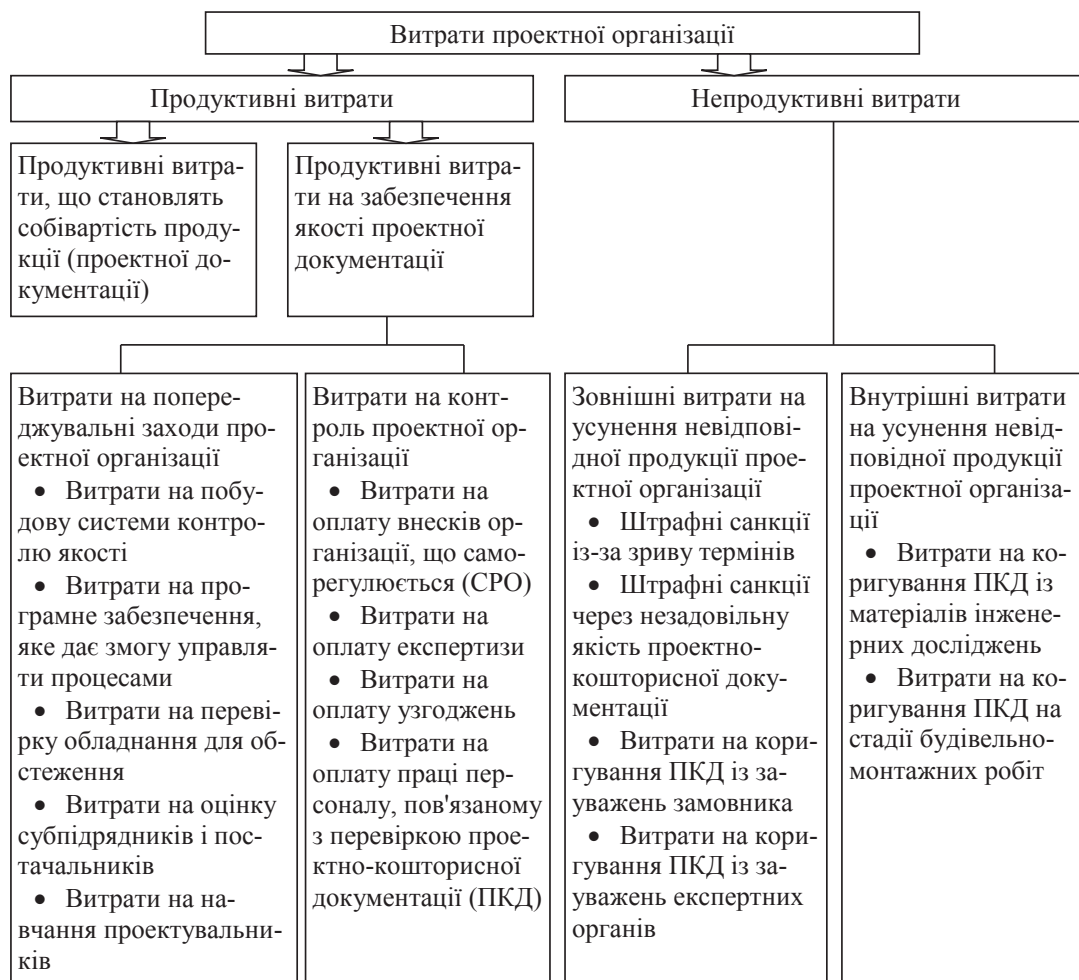 Витрати проектної організації
Продуктивні витрати
Непродуктивні витрати
Продуктивні витра-
ти, що становлять
собівартість проду-
кції (проектної до-
кументації)
Продуктивні витра-
ти на забезпечення
якості проектної
документації
Витрати на попере-
джувальні заходи про-
ектної організації
• Витрати на побу-
дову системи контро-
лю якості
• Витрати на про-
грамне забезпечення,
яке дає змогу управля-
ти процесами
• Витрати на переві-
рку обладнання для об-
стеження
• Витрати на оцінку
субпідрядників і пос-
тачальників
• Витрати на на-
вчання проектувальни-
ків
Витрати на конт-
роль проектної ор-
ганізації
• Витрати на
оплату внесків ор-
ганізації, що само-
регулюється (СРО)
• Витрати на
оплату експертизи
• Витрати на
оплату узгоджень
• Витрати на
оплату праці пер-
соналу, пов'язаному
з перевіркою прое-
ктно-кошторисної
документації (ПКД)
Зовнішні витрати на
усунення невідпові-
дної продукції прое-
ктної організації
• Штрафні санкції
із-за зриву термінів
• Штрафні санкції
через незадовільну
якість проектно-
кошторисної доку-
ментації
• Витрати на кори-
гування ПКД із за-
уважень замовника
• Витрати на кори-
гування ПКД із за-
уважень експертних
органів
Внутрішні витрати
на усунення невід-
повідної продукції
проектної організа-
ції
• Витрати на ко-
ригування ПКД із
матеріалів інжене-
рних досліджень
• Витрати на ко-
ригування ПКД на
стадії будівельно-
монтажних робіт